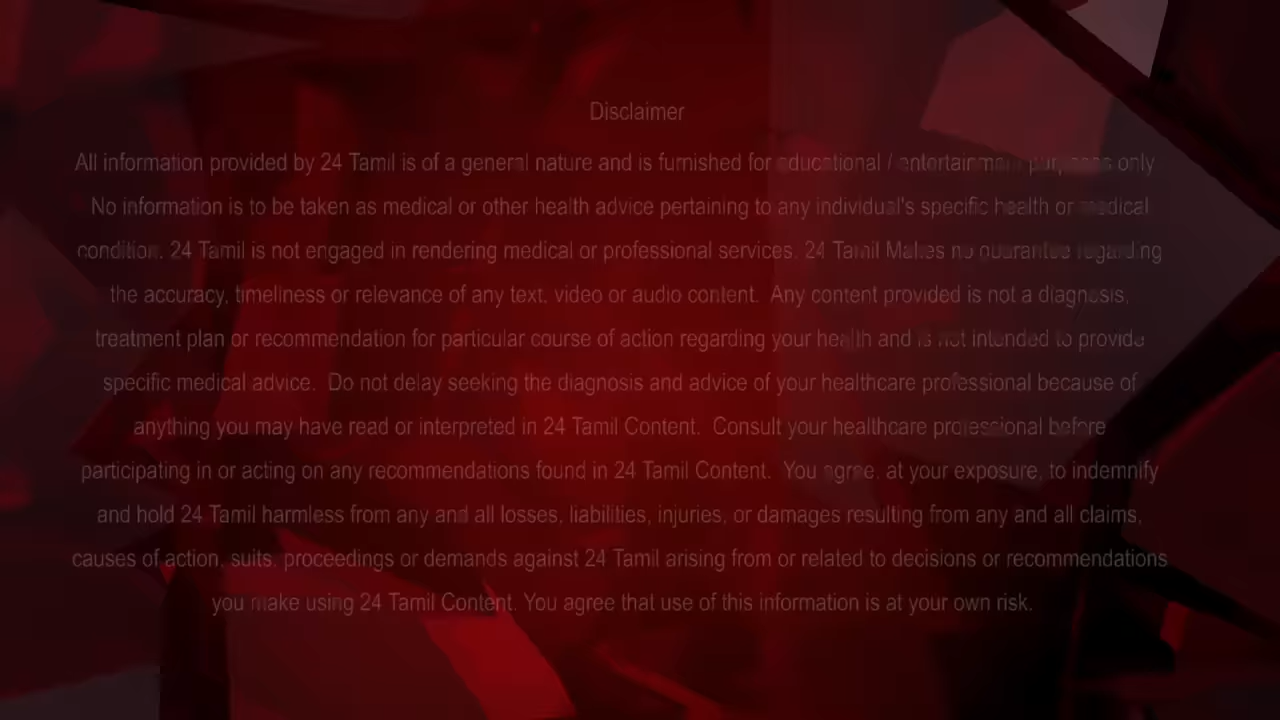 Disclaimer
All information provided by 24 Tamil is of a general nature and is furnished for educational / entertainment purposes only
No information is to be taken as medical or other health advice pertaining to any individual's specific health or medical
condition. 24 Tamil is not engaged in rendering medical or professional services. 24 Tamil Makes no guarantee regarding
the accuracy, timeliness or relevance of any text, video or audio content. Any content provided is not a diagnosis,
treatment plan or recommendation for particular course of action regarding your health and is not intended to provide
specific medical advice. Do not delay seeking the diagnosis and advice of your healthcare professional because of
anything you may have read or interpreted in 24 Tamil Content. Consult your healthcare professional before
participating in or acting on any recommendations found in 24 Tamil Content. You agree, at your exposure, to indemnify
and hold 24 Tamil harmless from any and all losses, liabilities, injuries, or damages resulting from any and all claims,
causes of action, suits, proceedings or demands against 24 Tamil arising from or related to decisions or recommendations
you make using 24 Tamil Content. You agree that use of this information is at your own risk.